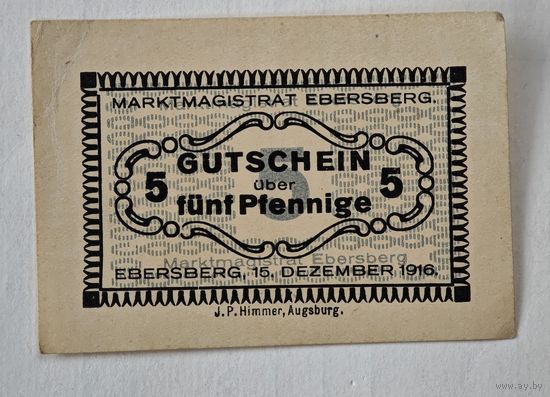 MARKTMAGISTRAT EBERSBERG.
GUTSCHEIN
5 über 5
fünf Pfennige
5
Marktmagistrat Ebersberg
EBERSBERG, 15. DEZEMBER 1916.
J.P. Himmer, Augsburg.
www.ay.by